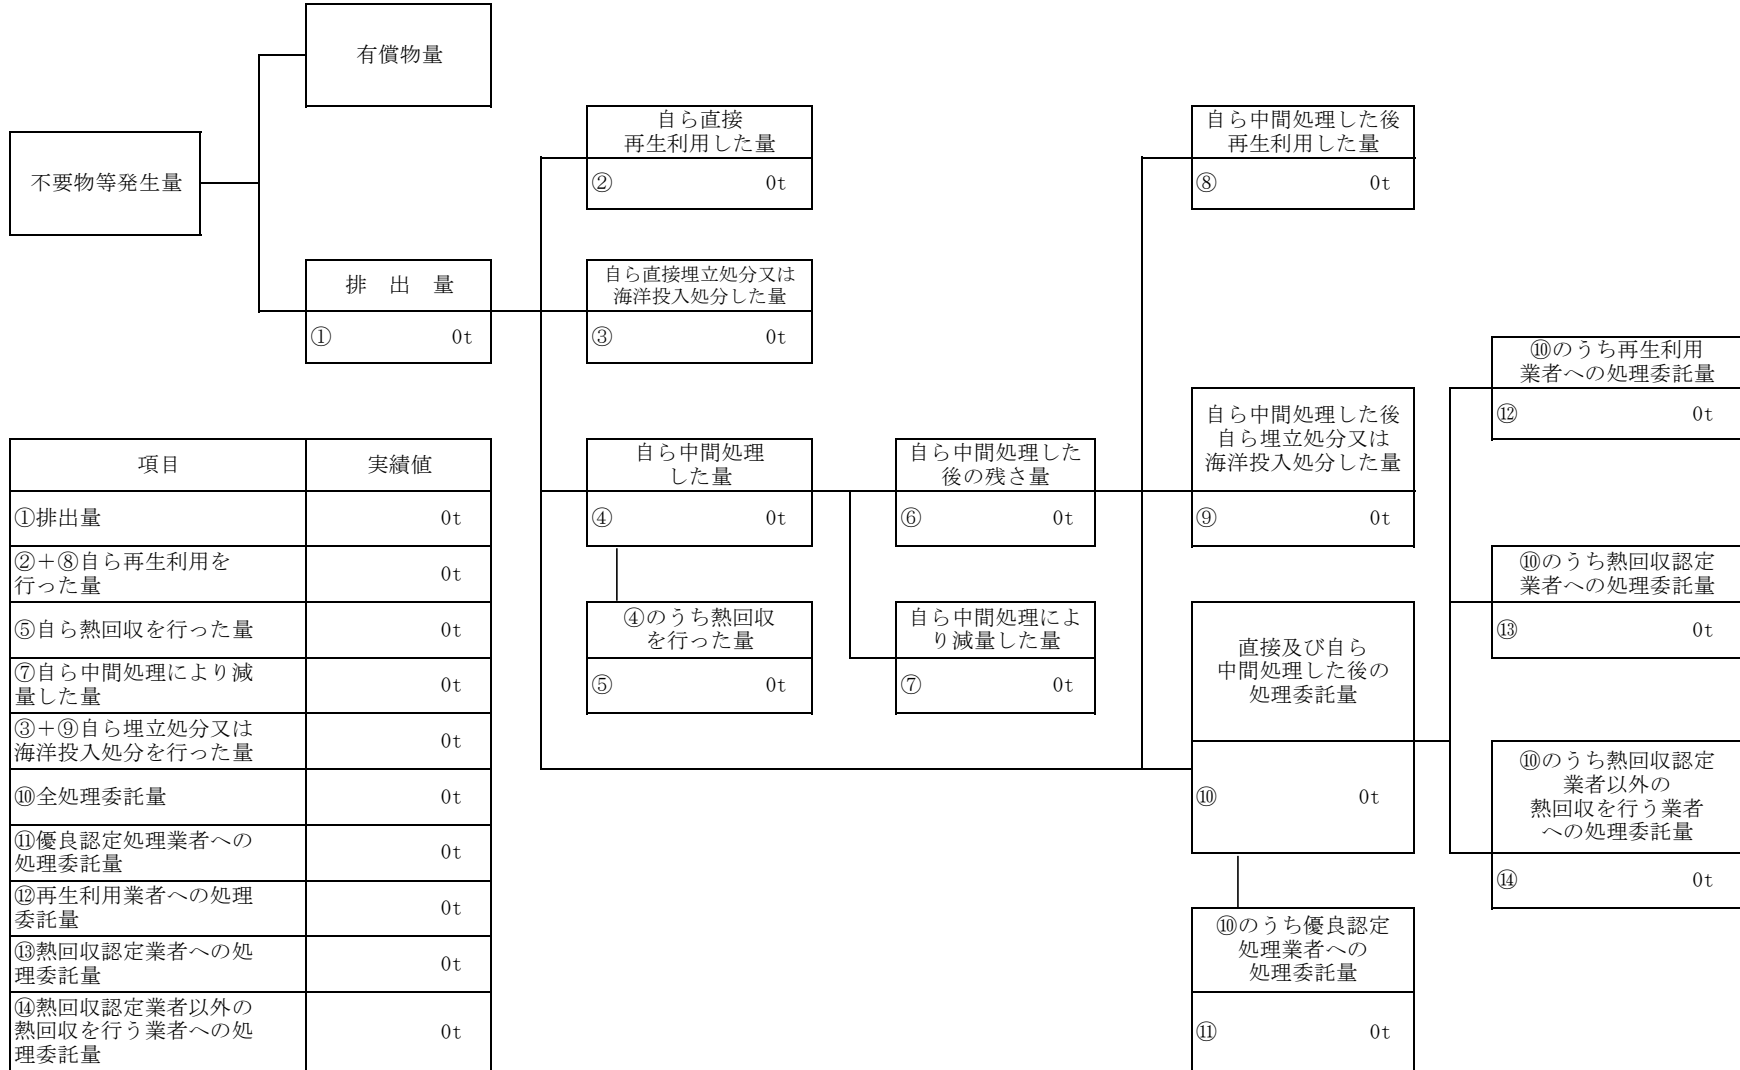 有償物量
不要物等発生量
排　出　量
①　0t
自ら直接
再生利用した量
②　0t
自ら直接埋立処分又は
海洋投入処分した量
③　0t
自ら中間処理
した量
④　0t
④のうち熱回収
を行った量
⑤　0t
自ら中間処理した
後の残さ量
⑥　0t
自ら中間処理によ
り減量した量
⑦　0t
自ら中間処理した後
再生利用した量
⑧　0t
自ら中間処理した後
自ら埋立処分又は
海洋投入処分した量
⑨　0t
直接及び自ら
中間処理した後の
処理委託量
⑩　0t
⑩のうち優良認定
処理業者への
処理委託量
⑪　0t
⑩のうち再生利用
業者への処理委託量
⑫　0t
⑩のうち熱回収認定
業者への処理委託量
⑬　0t
⑩のうち熱回収認定
業者以外の
熱回収を行う業者
への処理委託量
⑭　0t
項目　実績値
①排出量　0t
②＋⑧自ら再生利用を
行った量　0t
⑤自ら熱回収を行った量　0t
⑦自ら中間処理により減
量した量　0t
③＋⑨自ら埋立処分又は
海洋投入処分を行った量　0t
⑩全処理委託量　0t
⑪優良認定処理業者への
処理委託量　0t
⑫再生利用業者への処理
委託量　0t
⑬熱回収認定業者への処
理委託量　0t
⑭熱回収認定業者以外の
熱回収を行う業者への処
理委託量　0t